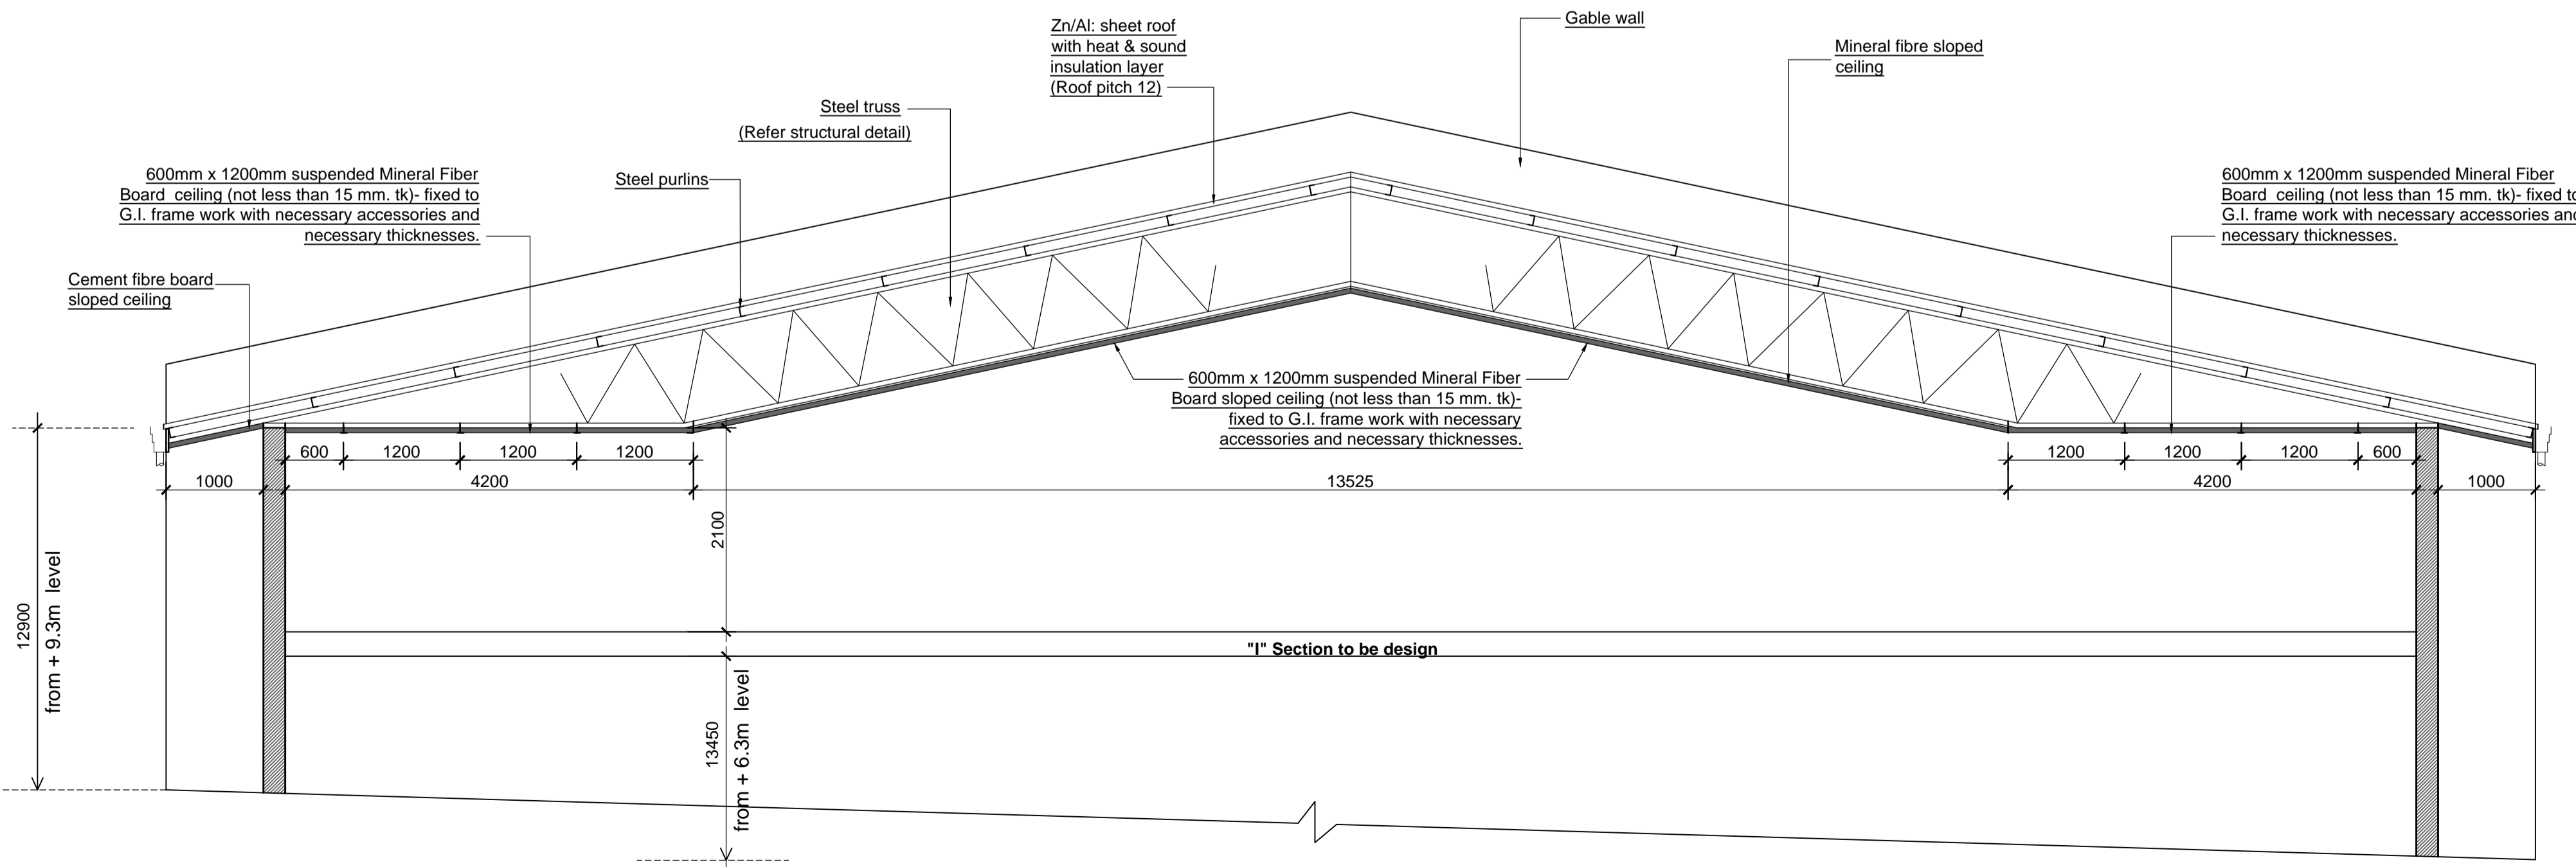 Gable wall
Zn/Al: sheet roof
with heat & sound
insulation layer
(Roof pitch 12)
Mineral fibre sloped
ceiling
Steel truss
(Refer structural detail)
600mm x 1200mm suspended Mineral Fiber
Board ceiling (not less than 15 mm. tk)- fixed to
G.I. frame work with necessary accessories and
necessary thicknesses.
Steel purlins
600mm x 1200mm suspended Mineral Fiber
Board ceiling (not less than 15 mm. tk)- fixed to
G.I. frame work with necessary accessories and
necessary thicknesses.
Cement fibre board
sloped ceiling
600mm x 1200mm suspended Mineral Fiber
Board sloped ceiling (not less than 15 mm. tk)-
fixed to G.I. frame work with necessary
accessories and necessary thicknesses.
600 1200 1200 1200 1200 1200 1200 600
1000 4200 13525 4200 1000
2100
12900
from + 9.3m level
"I" Section to be design
13450
from + 6.3m level